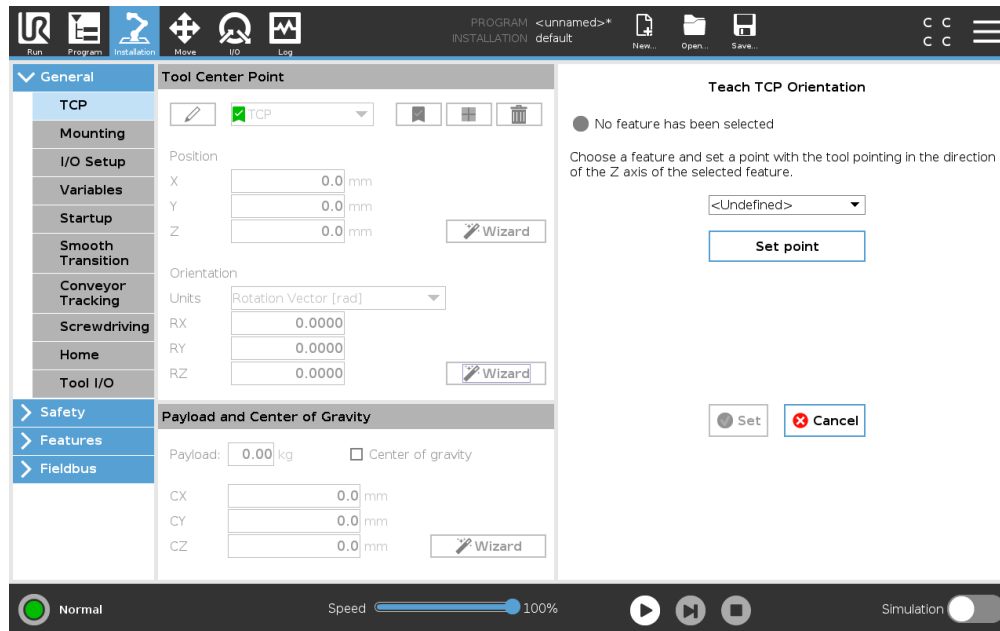 PROGRAM <unnamed>*
INSTALLATION default
UR
Run
Program
Installation
Move
I/O
Log
New...
Open...
Save...
C C
C C
General
TCP
Mounting
I/O Setup
Variables
Startup
Smooth
Transition
Conveyor
Tracking
Screwdriving
Home
Tool I/O
Safety
Features
Fieldbus
Tool Center Point
TCP
Position
X 0.0 mm
Y 0.0 mm
Z 0.0 mm
Wizard
Orientation
Units Rotation Vector [rad]
RX 0.0000
RY 0.0000
RZ 0.0000
Wizard
Payload and Center of Gravity
Payload: 0.00 kg Center of gravity
CX 0.0 mm
CY 0.0 mm
CZ 0.0 mm
Wizard
Teach TCP Orientation
No feature has been selected
Choose a feature and set a point with the tool pointing in the direction
of the Z axis of the selected feature.
<Undefined>
Set point
Set
Cancel
Normal
Speed 100%
Simulation